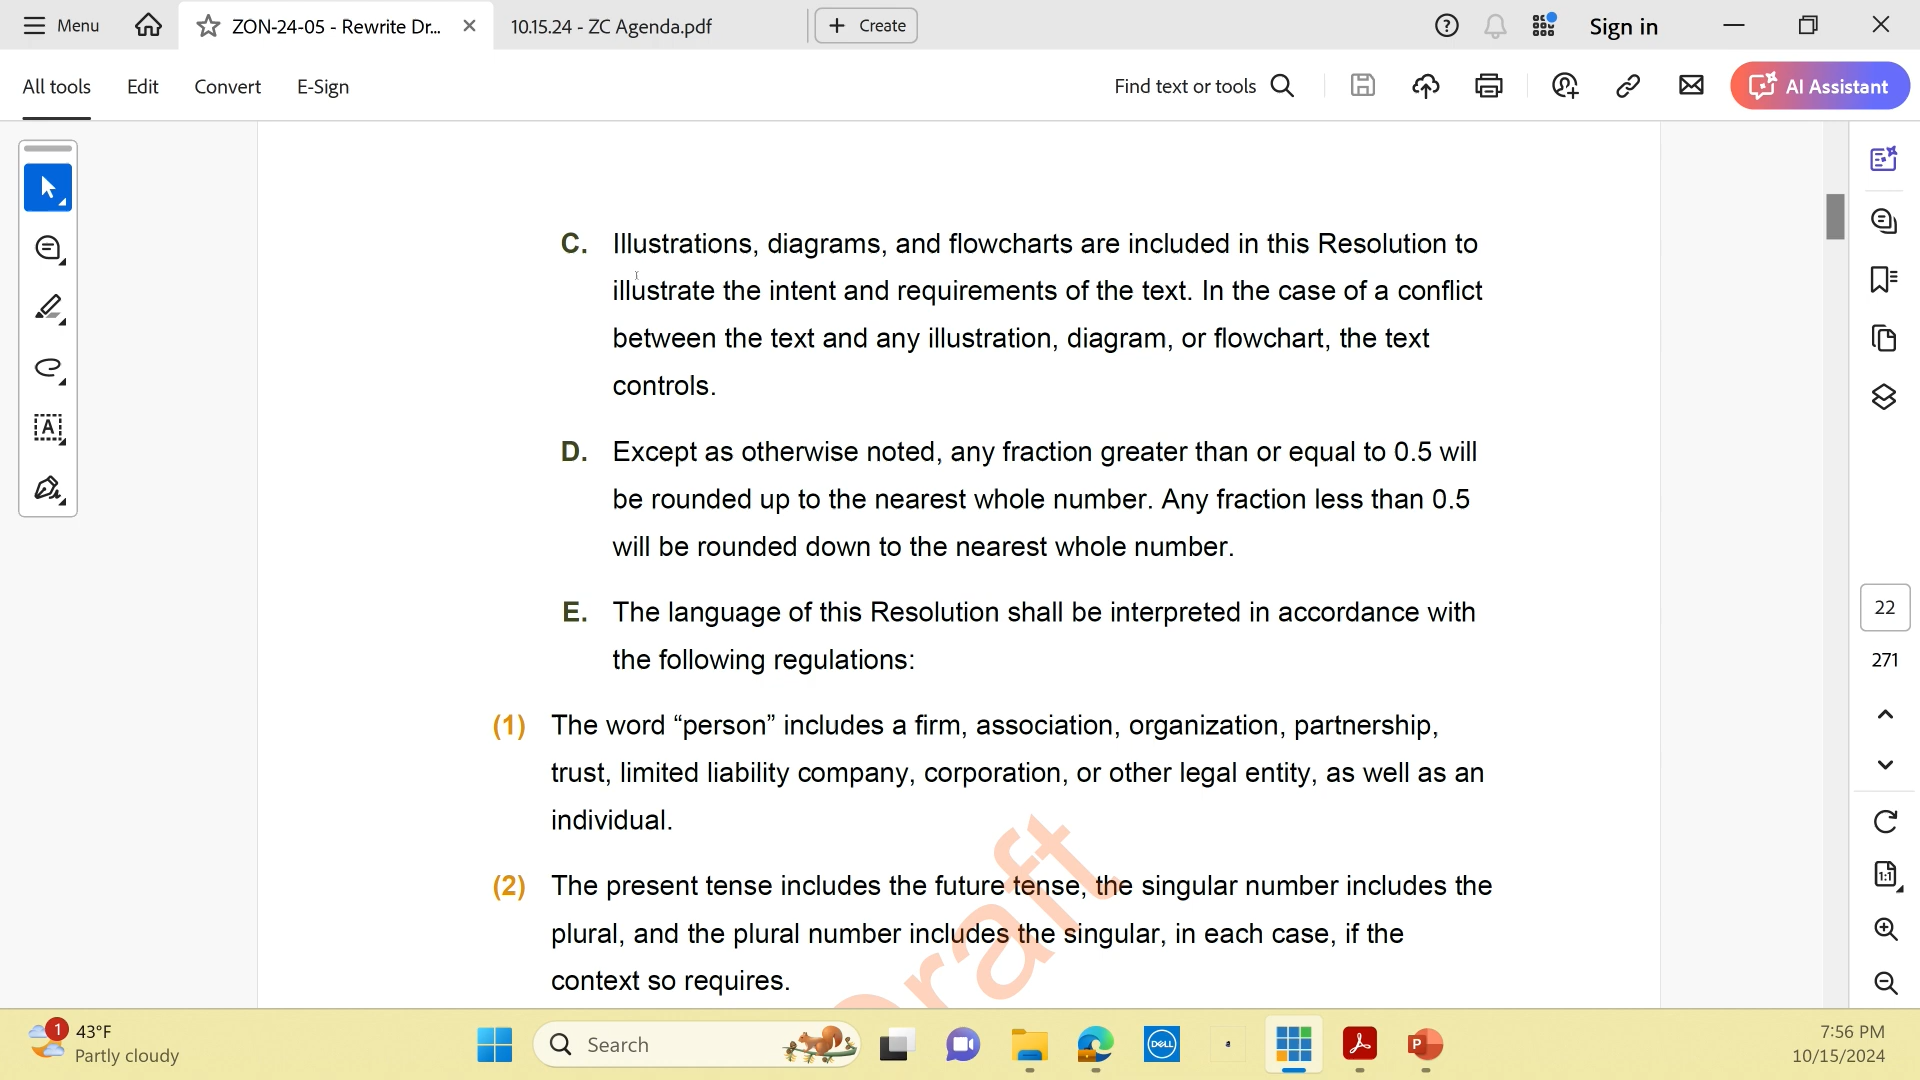 Menu
ZON-24-05 - Rewrite Dr...
10.15.24 - ZC Agenda.pdf
Create
Sign in
All tools
Edit
Convert
E-Sign
Find text or tools
AI Assistant
C. Illustrations, diagrams, and flowcharts are included in this Resolution to
illustrate the intent and requirements of the text. In the case of a conflict
between the text and any illustration, diagram, or flowchart, the text
controls.
D. Except as otherwise noted, any fraction greater than or equal to 0.5 will
be rounded up to the nearest whole number. Any fraction less than 0.5
will be rounded down to the nearest whole number.
E. The language of this Resolution shall be interpreted in accordance with
the following regulations:
(1) The word “person” includes a firm, association, organization, partnership,
trust, limited liability company, corporation, or other legal entity, as well as an
individual.
(2) The present tense includes the future tense, the singular number includes the
plural, and the plural number includes the singular, in each case, if the
context so requires.
raft
22
271
1:1
1
43°F
Partly cloudy
Search
DELL
a
P
7:56 PM
10/15/2024